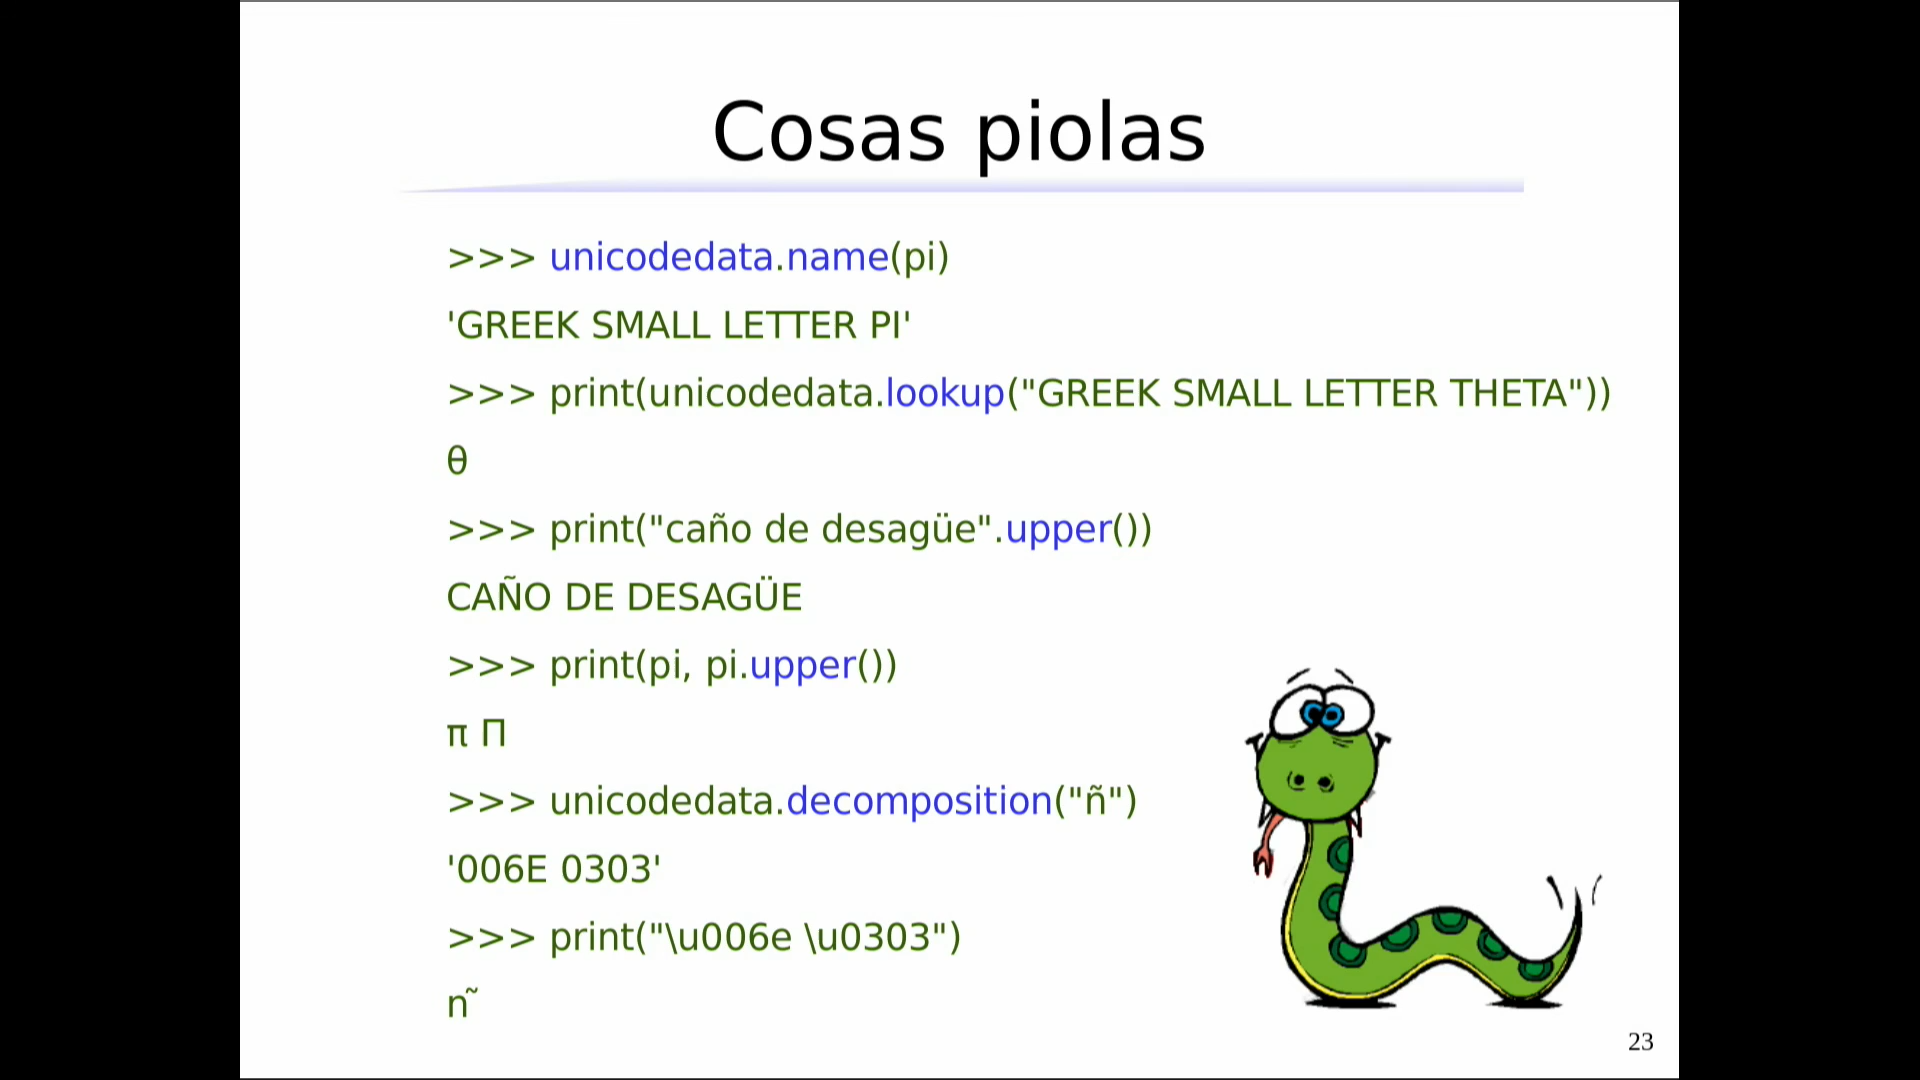 Cosas piolas
>>> unicodedata.name(pi)
'GREEK SMALL LETTER PI'
>>> print(unicodedata.lookup("GREEK SMALL LETTER THETA"))
θ
>>> print("caño de desagüe".upper())
CAÑO DE DESAGÜE
>>> print(pi, pi.upper())
π Π
>>> unicodedata.decomposition("ñ")
'006E 0303'
>>> print("\u006e \u0303")
n ̃
23